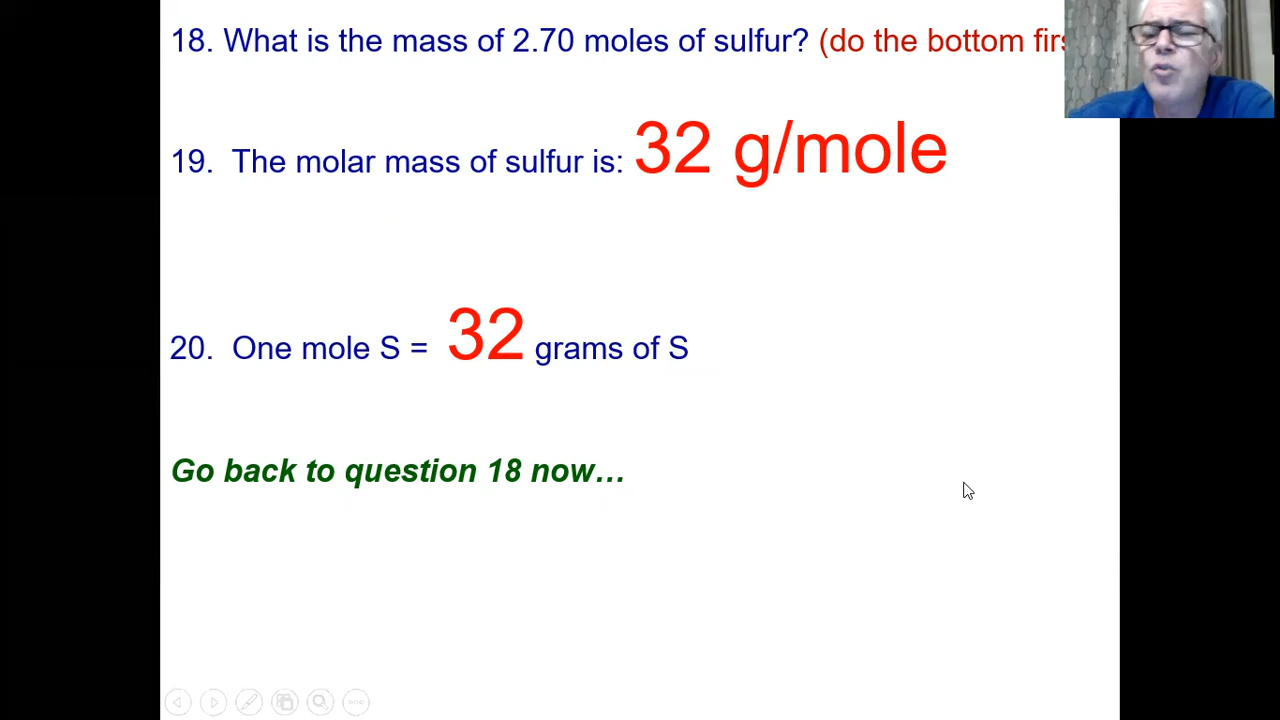 18. What is the mass of 2.70 moles of sulfur? (do the bottom
19. The molar mass of sulfur is: 32 g/mole
20. One mole S = 32 grams of S
Go back to question 18 now…